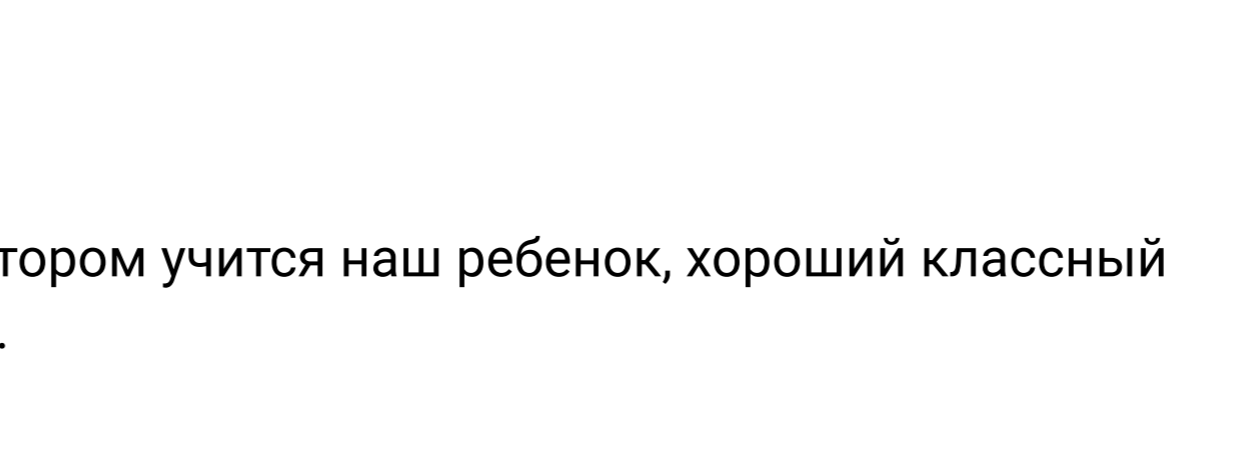 тором учится наш ребенок, хороший классный
.